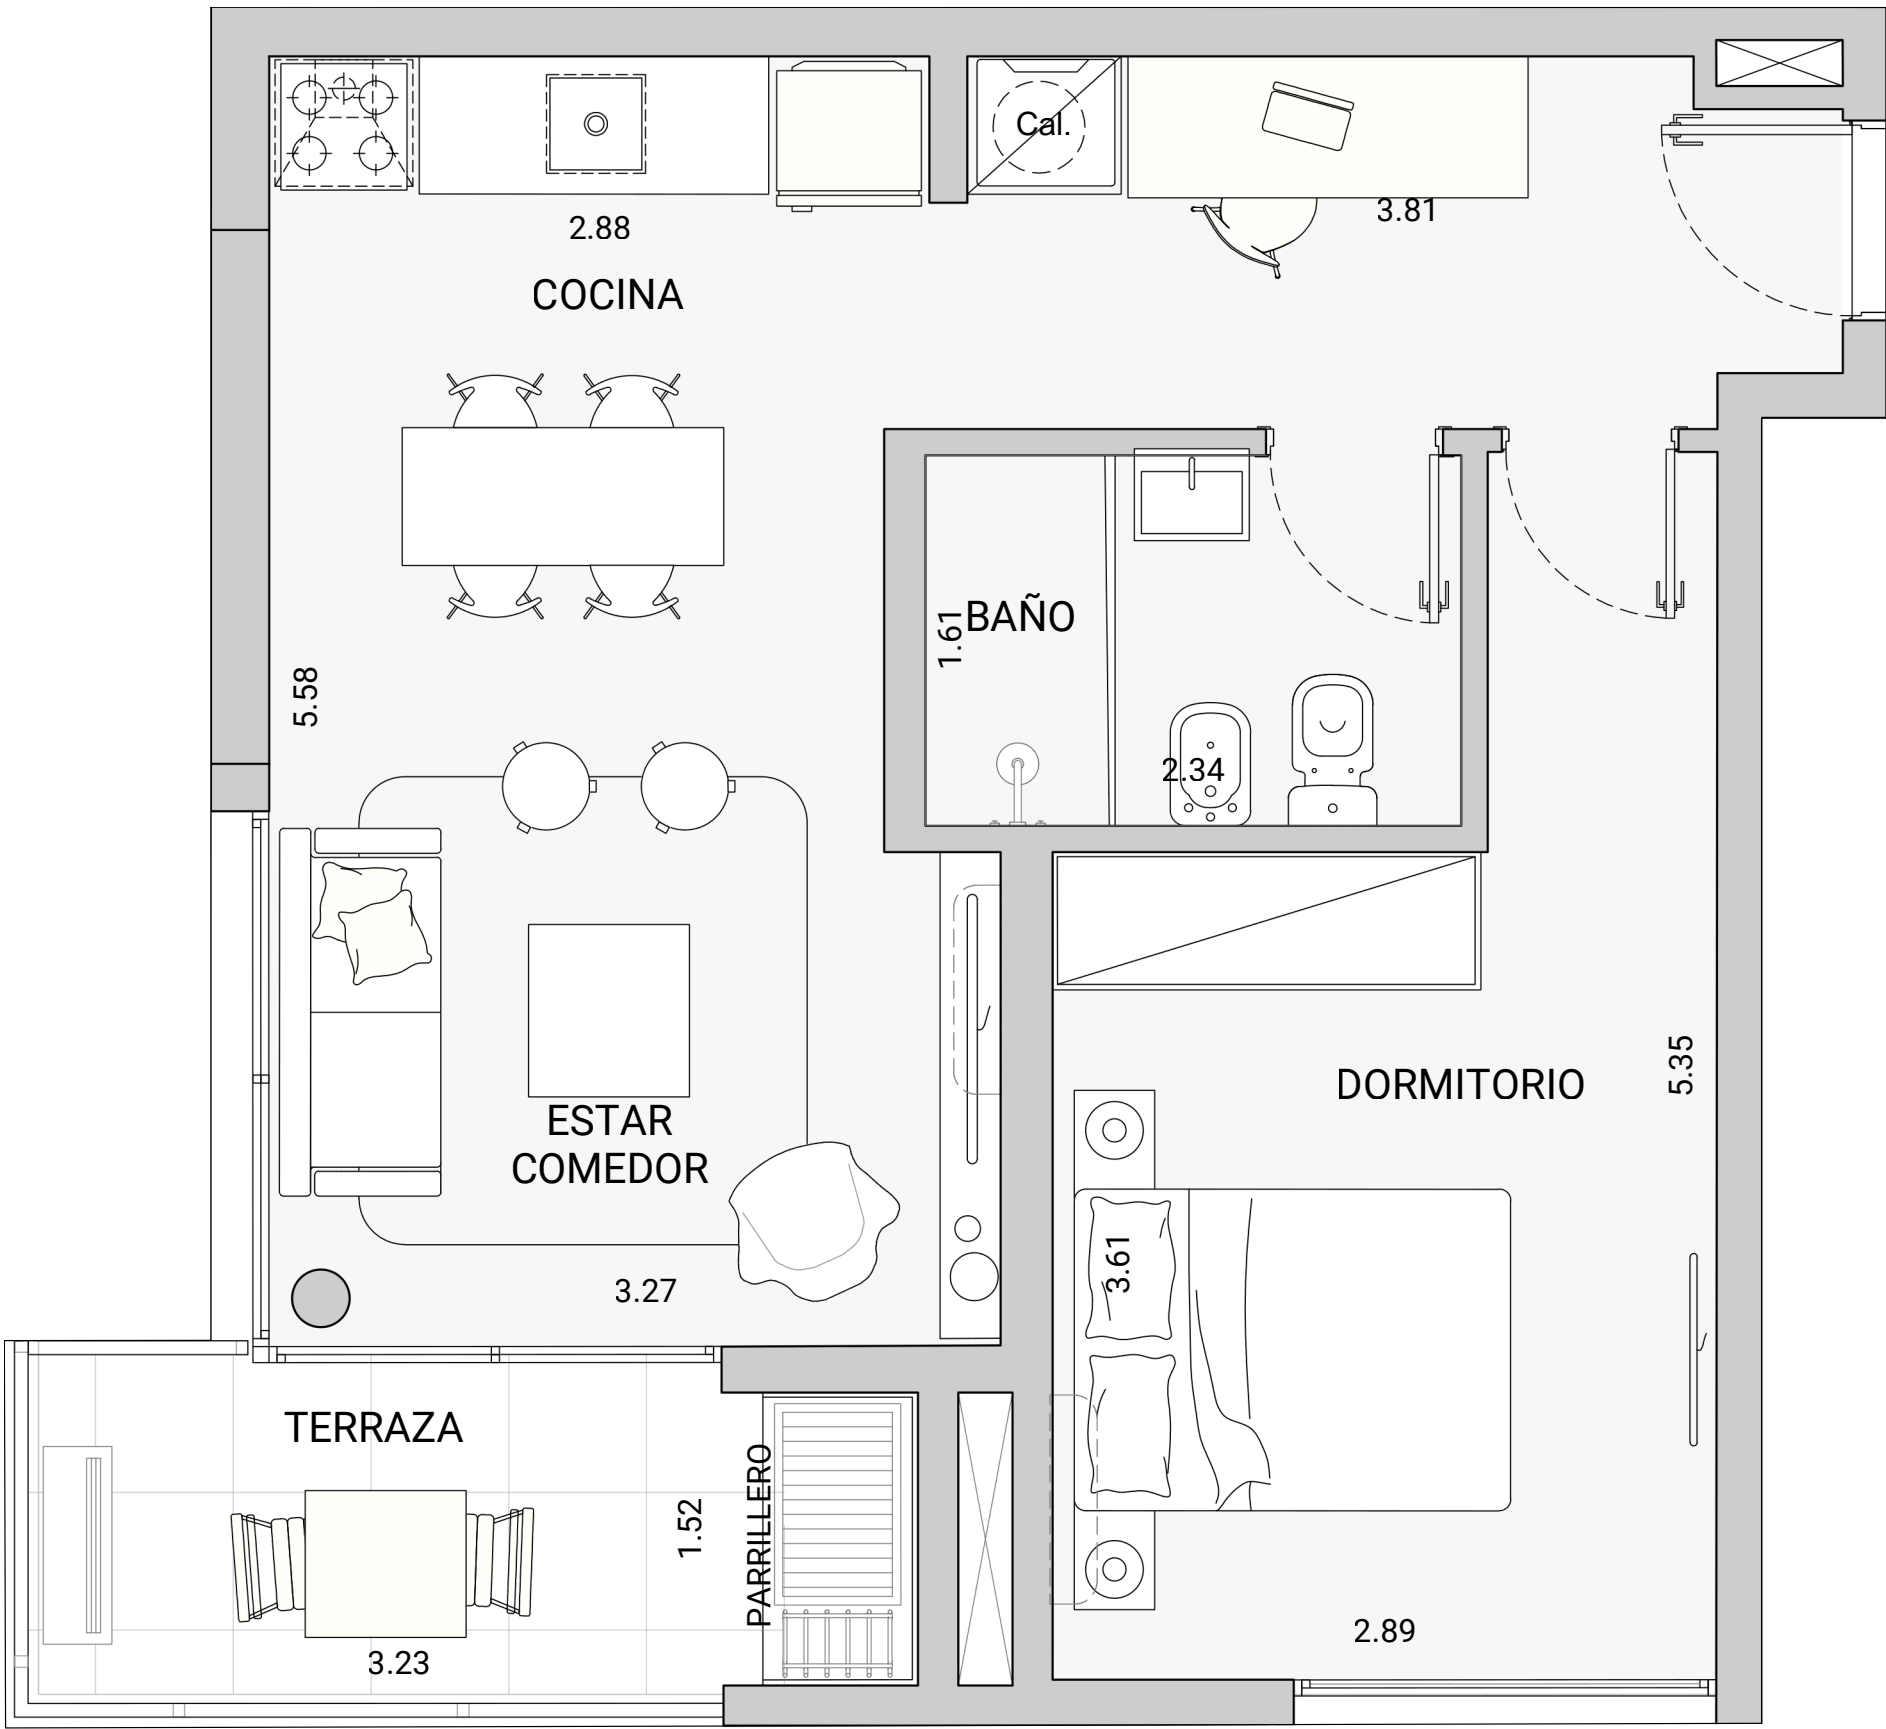 Cal.
3.81
2.88
COCINA
BAÑO
1.61
5.58
2.34
5.35
DORMITORIO
ESTAR
COMEDOR
3.61
3.27
TERRAZA
PARRILLERO
1.52
2.89
3.23